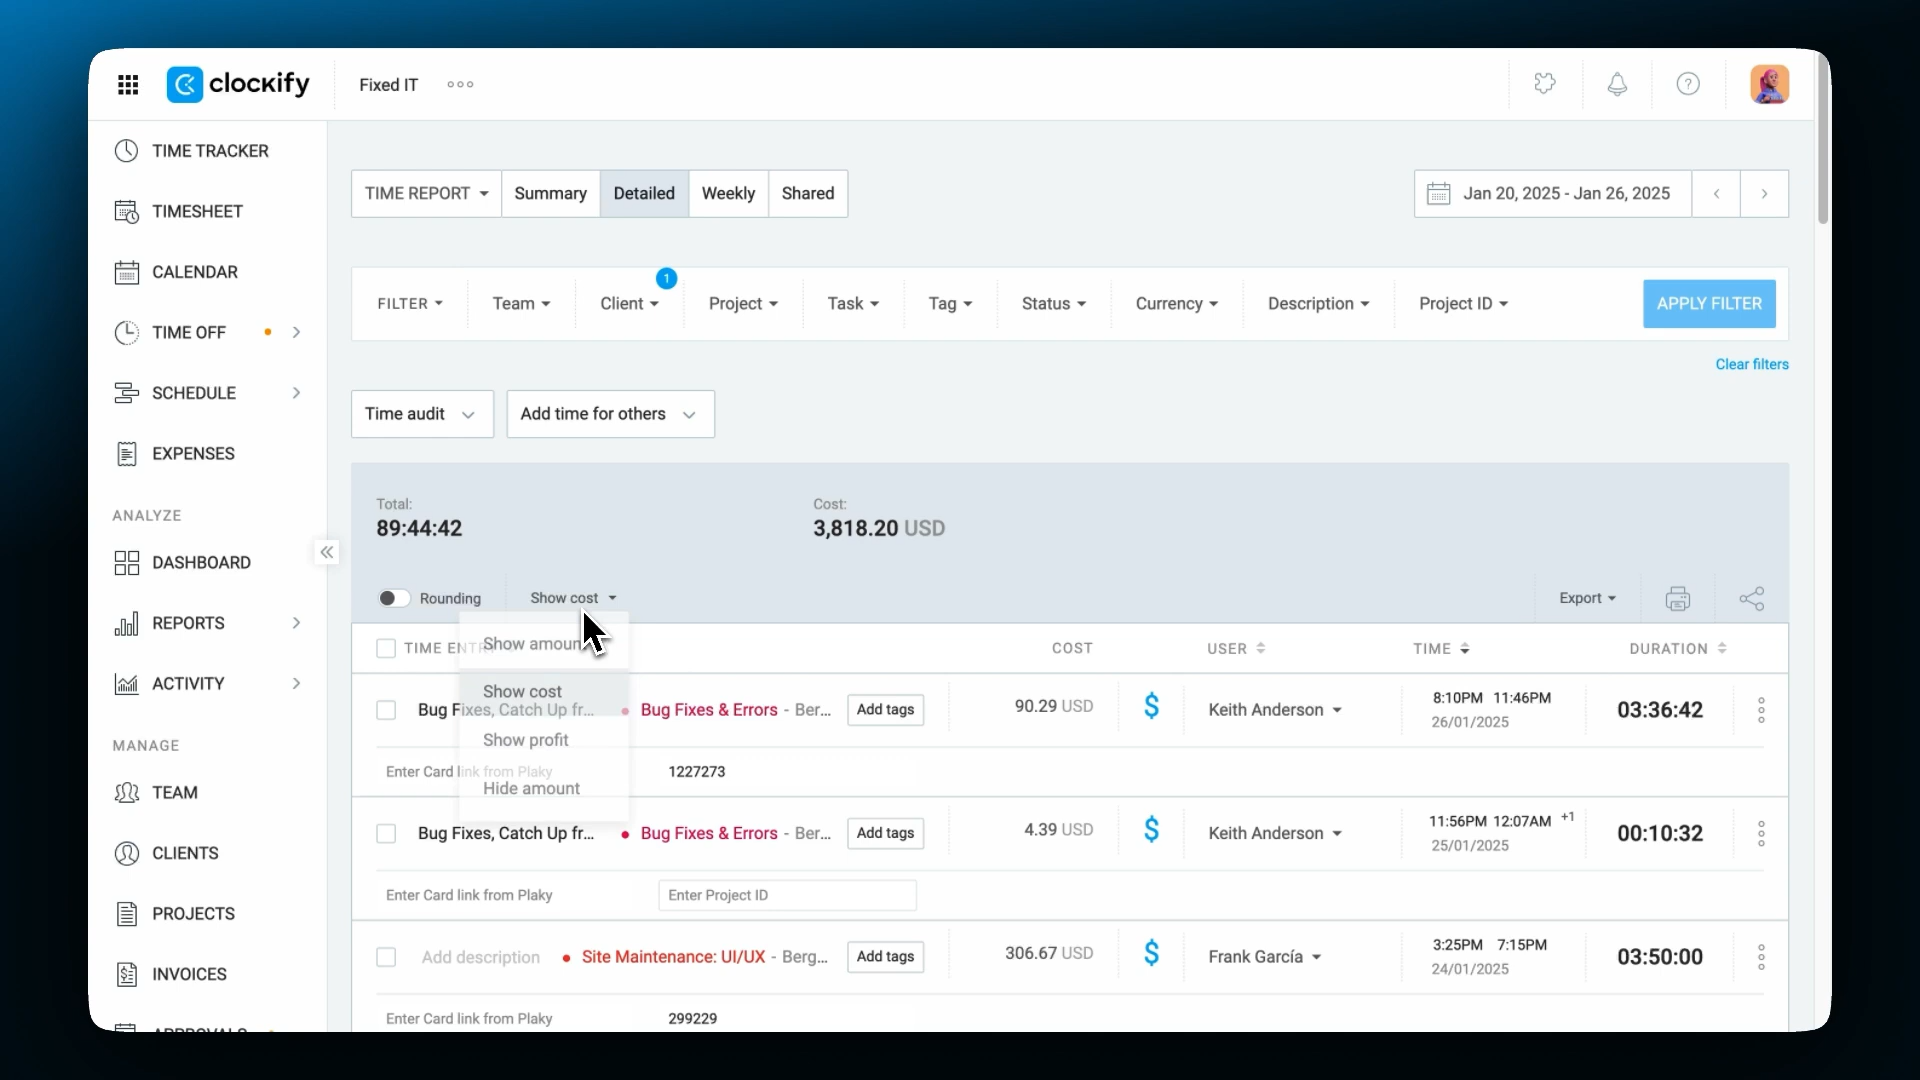 clockify
Fixed IT
TIME TRACKER
TIMESHEET
CALENDAR
TIME OFF
SCHEDULE
EXPENSES
ANALYZE
DASHBOARD
REPORTS
ACTIVITY
MANAGE
TEAM
CLIENTS
PROJECTS
INVOICES
APPROVALS
TIME REPORT Summary Detailed Weekly Shared
Jan 20, 2025 - Jan 26, 2025
1
FILTER Team Client Project Task Tag Status Currency Description Project ID APPLY FILTER
Clear filters
Time audit Add time for others
Total: Cost:
89:44:42 3,818.20 USD
Rounding Show cost Export
Show amount
Show cost
Show profit
Hide amount
TIME ENTRY COST USER TIME DURATION
Bug Fixes, Catch Up fr... Bug Fixes & Errors - Ber... Add tags 90.29 USD $ Keith Anderson 8:10PM 11:46PM 03:36:42
26/01/2025
Enter Card link from Plaky 1227273
Bug Fixes, Catch Up fr... Bug Fixes & Errors - Ber... Add tags 4.39 USD $ Keith Anderson 11:56PM 12:07AM +1 00:10:32
25/01/2025
Enter Card link from Plaky Enter Project ID
Add description Site Maintenance: UI/UX - Berg... Add tags 306.67 USD $ Frank García 3:25PM 7:15PM 03:50:00
24/01/2025
Enter Card link from Plaky 299229